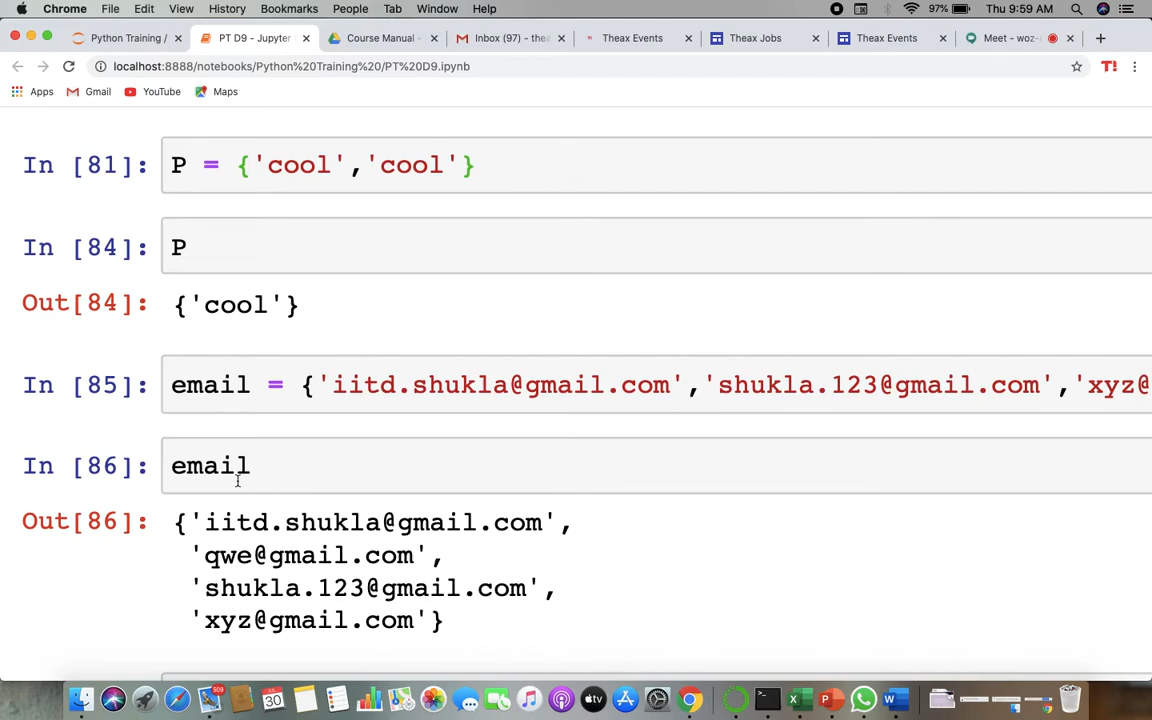 Chrome File Edit View History Bookmarks People Tab Window Help 97% Thu 9:59 AM
Python Training / PT D9 - Jupyter Course Manual - Inbox (97) - thea Theax Events Theax Jobs Theax Events Meet - woz-
localhost:8888/notebooks/Python%20Training%20/PT%20D9.ipynb T!
Apps Gmail YouTube Maps
In [81]: P = {'cool','cool'}
In [84]: P
Out[84]: {'cool'}
In [85]: email = {'iitd.shukla@gmail.com','shukla.123@gmail.com','xyz@
In [86]: email
Out[86]: {'iitd.shukla@gmail.com',
'qwe@gmail.com',
'shukla.123@gmail.com',
'xyz@gmail.com'}